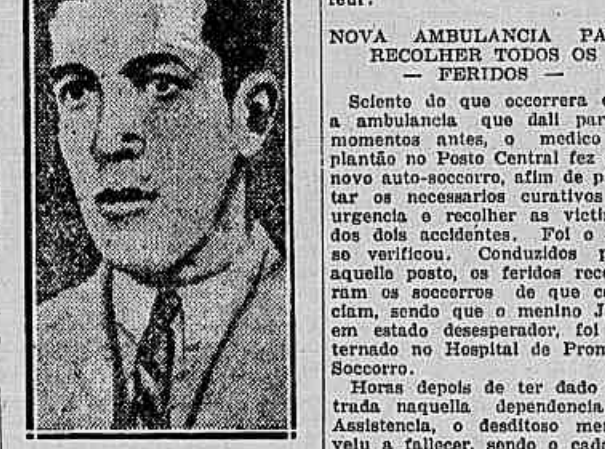 teur.
NOVA AMBULANCIA PA
RECOLHER TODOS OS
— FERIDOS —
Sciente do que occorrera
a ambulancia que dali par
momentos antes, o medico
plantão no Posto Central fez
novo auto-soccorro, afim de p
tar os necessarios curativos
urgencia e recolher as victi
dos dois accidentes. Foi o
se verificou. Conduzidos p
aquelle posto, os feridos rece
ram os soccorros de que c
ciam, sendo que o menino J
em estado desesperador, foi
ternado no Hospital de Prom
Soccorro.
Horas depois de ter dado
trada naquella dependencia
Assistencia, o desditoso me
veiu a fallecer, sendo o cada